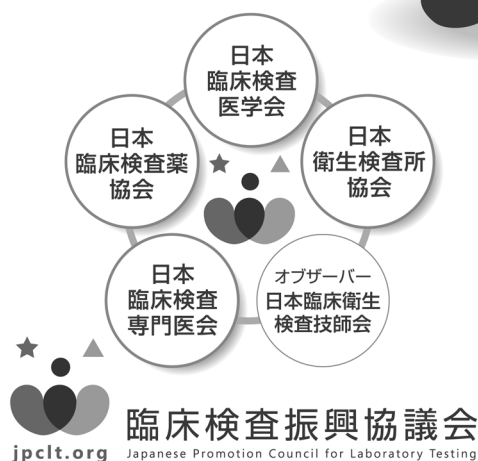 日本
臨床検査
医学会
日本
臨床検査薬
協会
日本
衛生検査所
協会
日本
臨床検査
専門医会
オブザーバー
日本臨床衛生
検査技師会
臨床検査振興協議会
jpclt.org
Japanese Promotion Council for Laboratory Testing